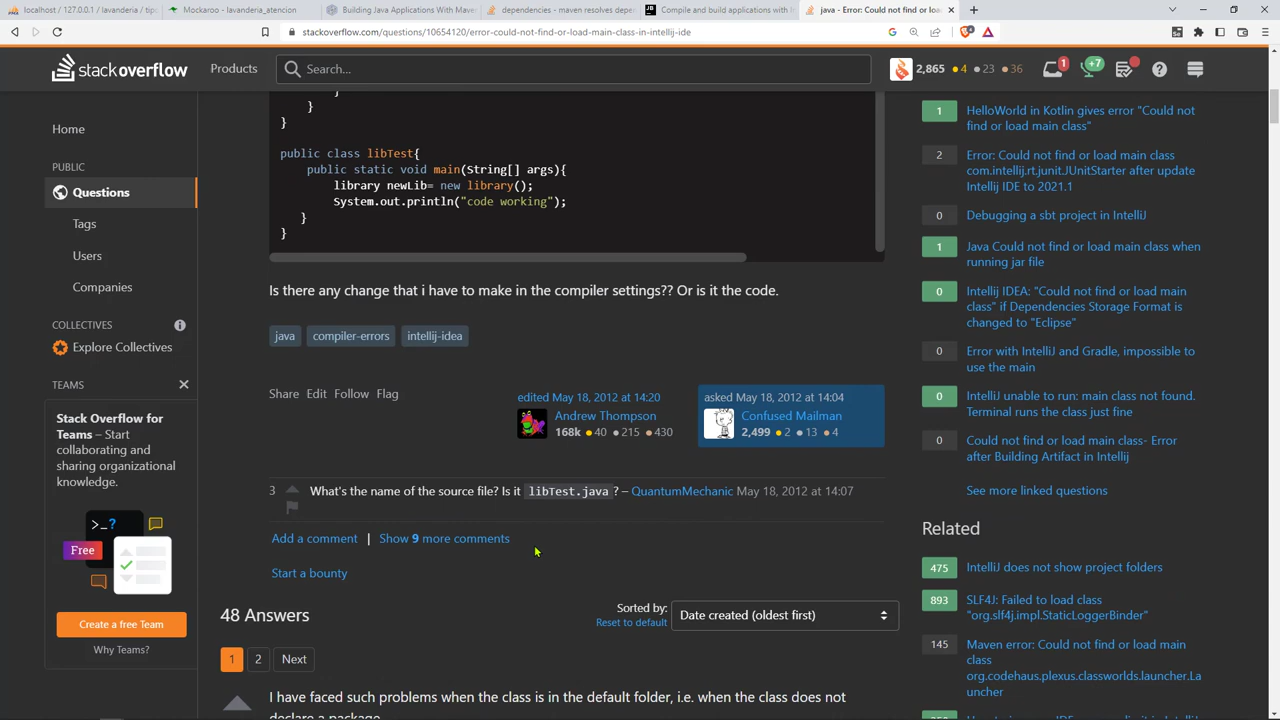 localhost / 127.0.0.1 / lavanderia / tipo
Mockaroo - lavanderia_atencion
Building Java Applications With Maven
dependencies - maven resolves depe
Compile and build applications with
java - Error: Could not find or loa
stackoverflow.com/questions/10654120/error-could-not-find-or-load-main-class-in-intellij-ide
stackoverflow
Products
Search...
2,865 4 23 36
1
+7
}
}
}
public class libTest{
public static void main(String[] args){
library newLib= new library();
System.out.println("code working");
}
}
Is there any change that i have to make in the compiler settings?? Or is it the code.
java compiler-errors intellij-idea
Share Edit Follow Flag
edited May 18, 2012 at 14:20
Andrew Thompson
168k 40 215 430
asked May 18, 2012 at 14:04
Confused Mailman
2,499 2 13 4
3 What's the name of the source file? Is it libTest.java? – QuantumMechanic May 18, 2012 at 14:07
Add a comment | Show 9 more comments
Start a bounty
48 Answers
Sorted by:
Reset to default
Date created (oldest first)
1 2 Next
I have faced such problems when the class is in the default folder, i.e. when the class does not
declare a package.
Home
PUBLIC
Questions
Tags
Users
Companies
COLLECTIVES
Explore Collectives
TEAMS
Stack Overflow for
Teams – Start
collaborating and
sharing organizational
knowledge.
>_?
Free
Create a free Team
Why Teams?
1 HelloWorld in Kotlin gives error "Could not
find or load main class"
2 Error: Could not find or load main class
com.intellij.rt.junit.JUnitStarter after update
Intellij IDE to 2021.1
0 Debugging a sbt project in IntelliJ
1 Java Could not find or load main class when
running jar file
0 Intellij IDEA: "Could not find or load main
class" if Dependencies Storage Format is
changed to "Eclipse"
0 Error with IntelliJ and Gradle, impossible to
use the main
0 IntelliJ unable to run: main class not found.
Terminal runs the class just fine
0 Could not find or load main class- Error
after Building Artifact in Intellij
See more linked questions
Related
475 IntelliJ does not show project folders
893 SLF4J: Failed to load class
"org.slf4j.impl.StaticLoggerBinder"
145 Maven error: Could not find or load main
class
org.codehaus.plexus.classworlds.launcher.La
uncher